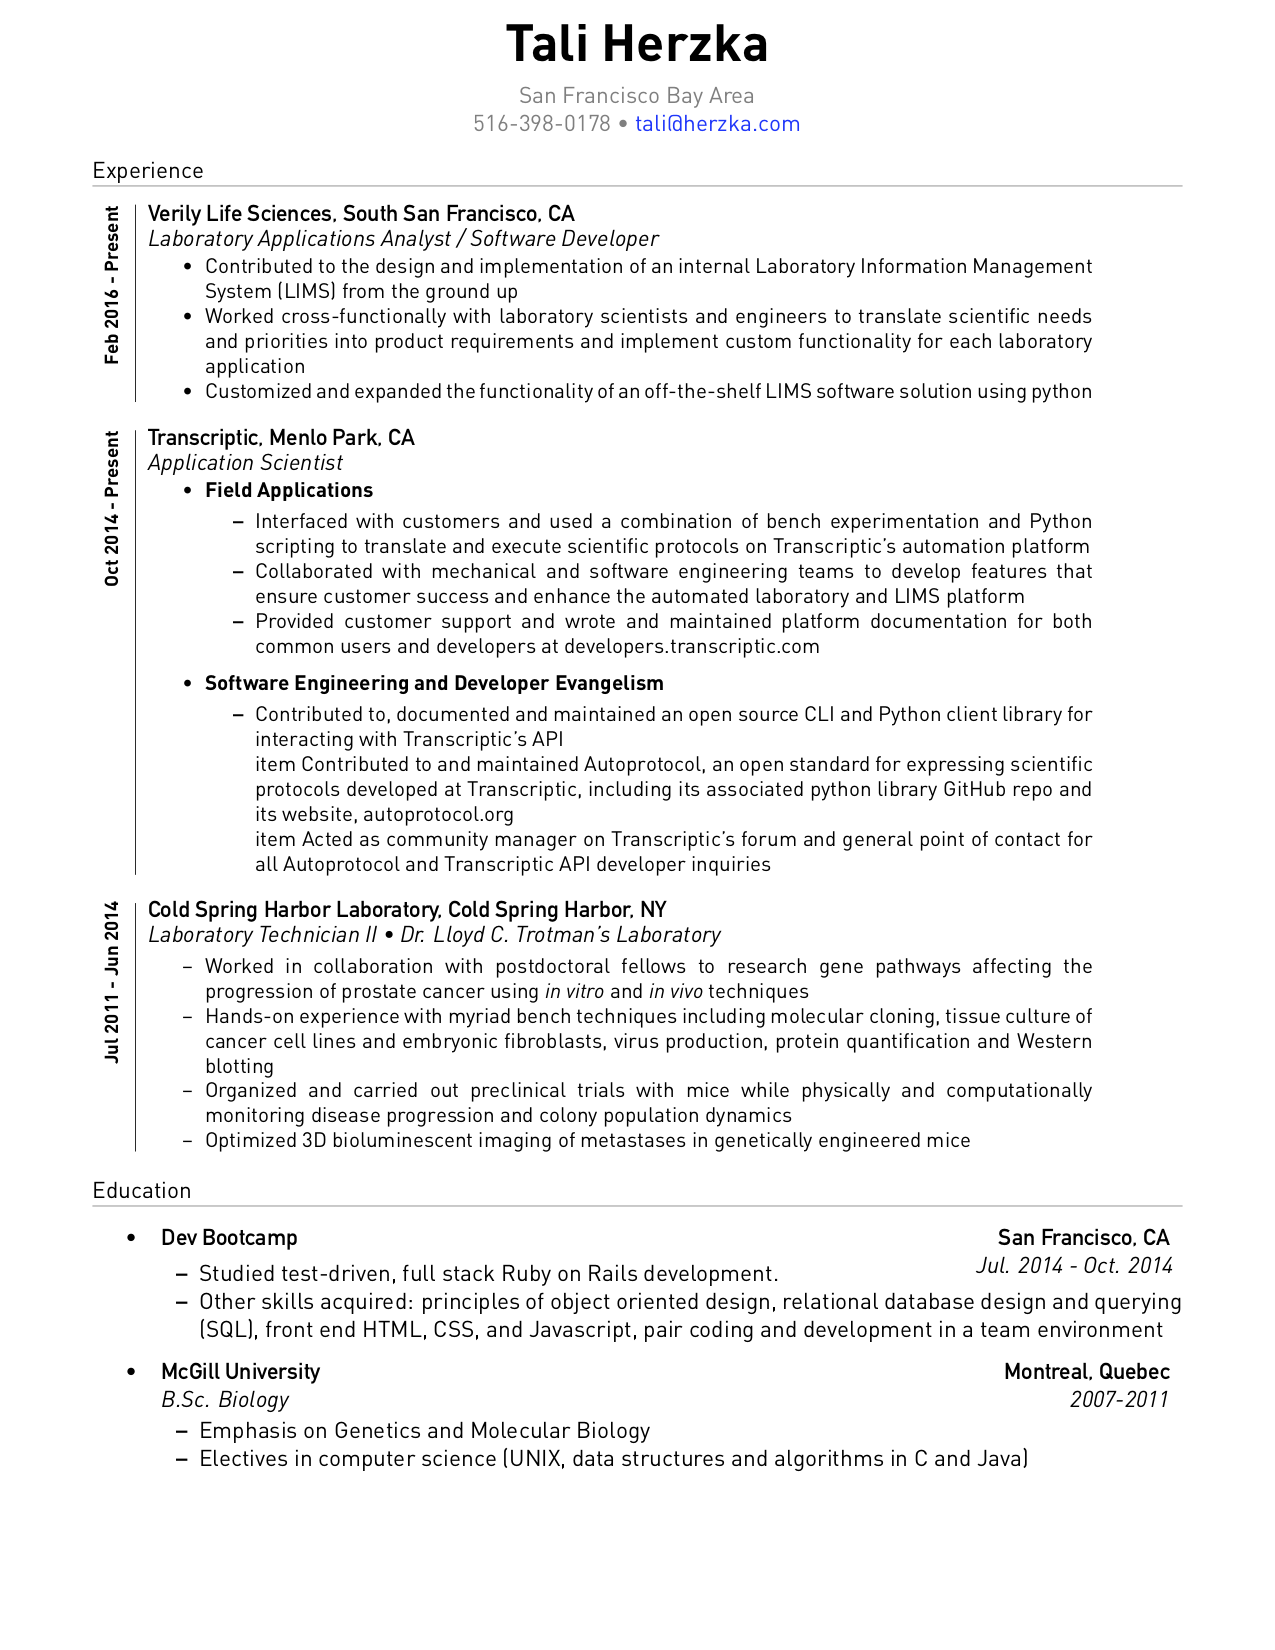 Tali Herzka
San Francisco Bay Area
516-398-0178 • tali@herzka.com
Experience
Feb 2016 - Present
Verily Life Sciences, South San Francisco, CA
Laboratory Applications Analyst / Software Developer
• Contributed to the design and implementation of an internal Laboratory Information Management
System (LIMS) from the ground up
• Worked cross-functionally with laboratory scientists and engineers to translate scientific needs
and priorities into product requirements and implement custom functionality for each laboratory
application
• Customized and expanded the functionality of an off-the-shelf LIMS software solution using python
Oct 2014 - Present
Transcriptic, Menlo Park, CA
Application Scientist
• Field Applications
– Interfaced with customers and used a combination of bench experimentation and Python
scripting to translate and execute scientific protocols on Transcriptic's automation platform
– Collaborated with mechanical and software engineering teams to develop features that
ensure customer success and enhance the automated laboratory and LIMS platform
– Provided customer support and wrote and maintained platform documentation for both
common users and developers at developers.transcriptic.com
• Software Engineering and Developer Evangelism
– Contributed to, documented and maintained an open source CLI and Python client library for
interacting with Transcriptic's API
item Contributed to and maintained Autoprotocol, an open standard for expressing scientific
protocols developed at Transcriptic, including its associated python library GitHub repo and
its website, autoprotocol.org
item Acted as community manager on Transcriptic's forum and general point of contact for
all Autoprotocol and Transcriptic API developer inquiries
Jul 2011 - Jun 2014
Cold Spring Harbor Laboratory, Cold Spring Harbor, NY
Laboratory Technician II • Dr. Lloyd C. Trotman's Laboratory
– Worked in collaboration with postdoctoral fellows to research gene pathways affecting the
progression of prostate cancer using in vitro and in vivo techniques
– Hands-on experience with myriad bench techniques including molecular cloning, tissue culture of
cancer cell lines and embryonic fibroblasts, virus production, protein quantification and Western
blotting
– Organized and carried out preclinical trials with mice while physically and computationally
monitoring disease progression and colony population dynamics
– Optimized 3D bioluminescent imaging of metastases in genetically engineered mice
Education
• Dev Bootcamp San Francisco, CA
Jul. 2014 - Oct. 2014
– Studied test-driven, full stack Ruby on Rails development.
– Other skills acquired: principles of object oriented design, relational database design and querying
(SQL), front end HTML, CSS, and Javascript, pair coding and development in a team environment
• McGill University Montreal, Quebec
B.Sc. Biology 2007-2011
– Emphasis on Genetics and Molecular Biology
– Electives in computer science (UNIX, data structures and algorithms in C and Java)